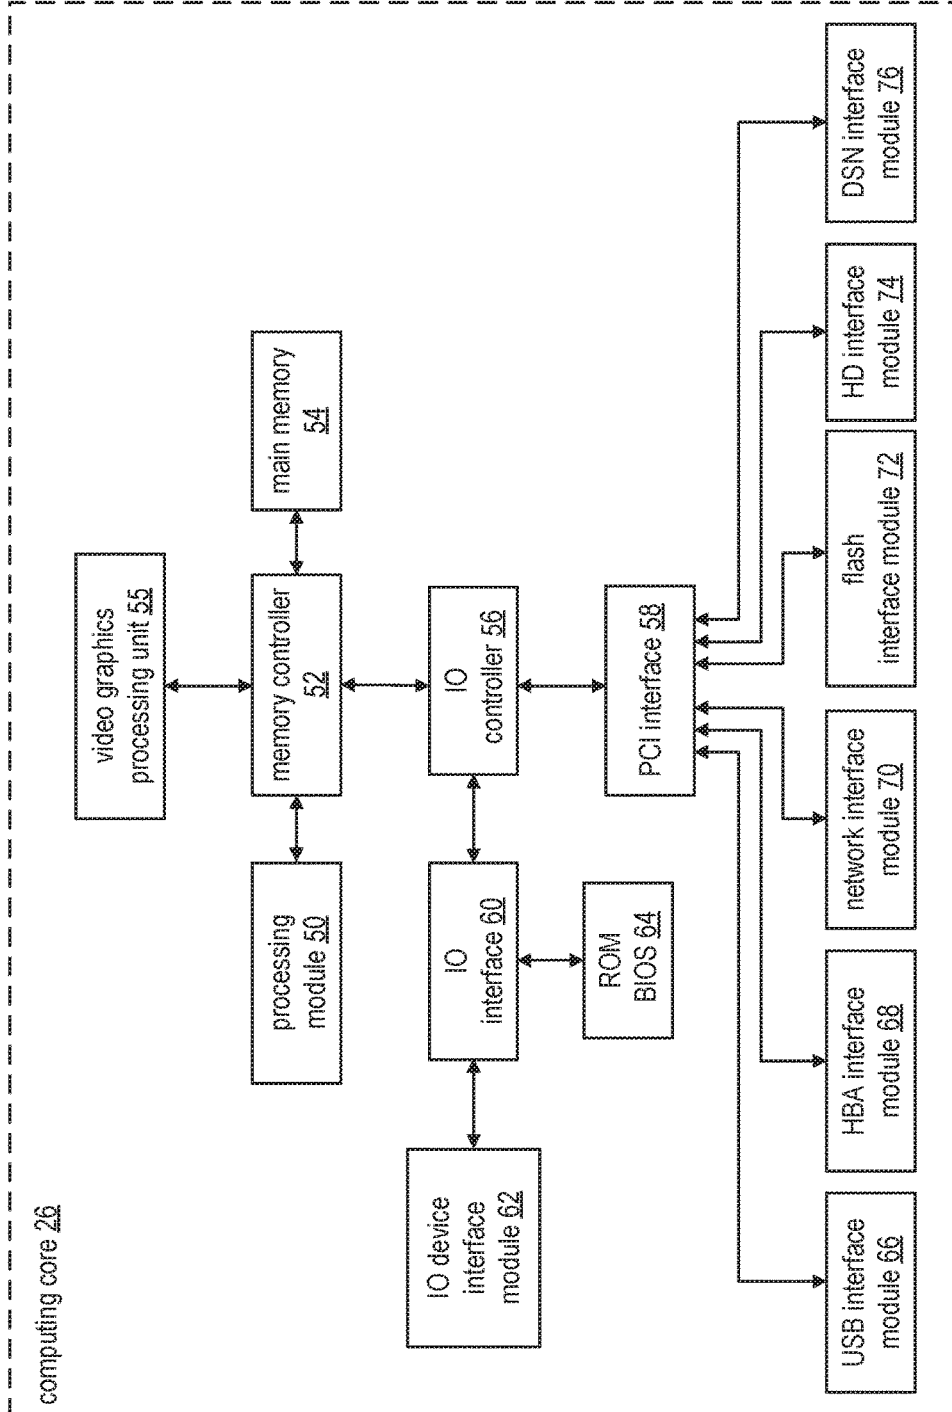 computing core 26
video graphics
processing unit 55
processing
module 50
memory controller
52
main memory
54
IO device
interface
module 62
IO
interface 60
IO
controller 56
ROM
BIOS 64
PCI interface 58
USB interface
module 66
HBA interface
module 68
network interface
module 70
flash
interface module 72
HD interface
module 74
DSN interface
module 76